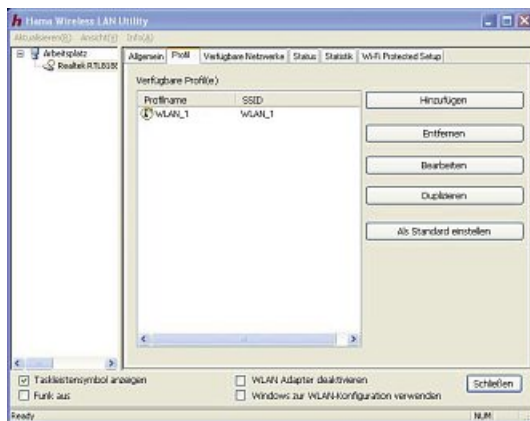 Hama Wireless LAN Utility
Aktualisieren(R) Ansicht(V) Info(A)
Arbeitsplatz
Realtek RTL818
Allgemein Profil Verfügbare Netzwerke Status Statistik Wi-Fi Protected Setup
Verfügbare Profil(e)
Profilname SSID
WLAN_1 WLAN_1
Hinzufügen
Entfernen
Bearbeiten
Duplizieren
Als Standard einstellen
Taskleistensymbol anzeigen
WLAN Adapter deaktivieren
Funk aus
Windows zur WLAN-Konfiguration verwenden
Schließen
Ready NUM